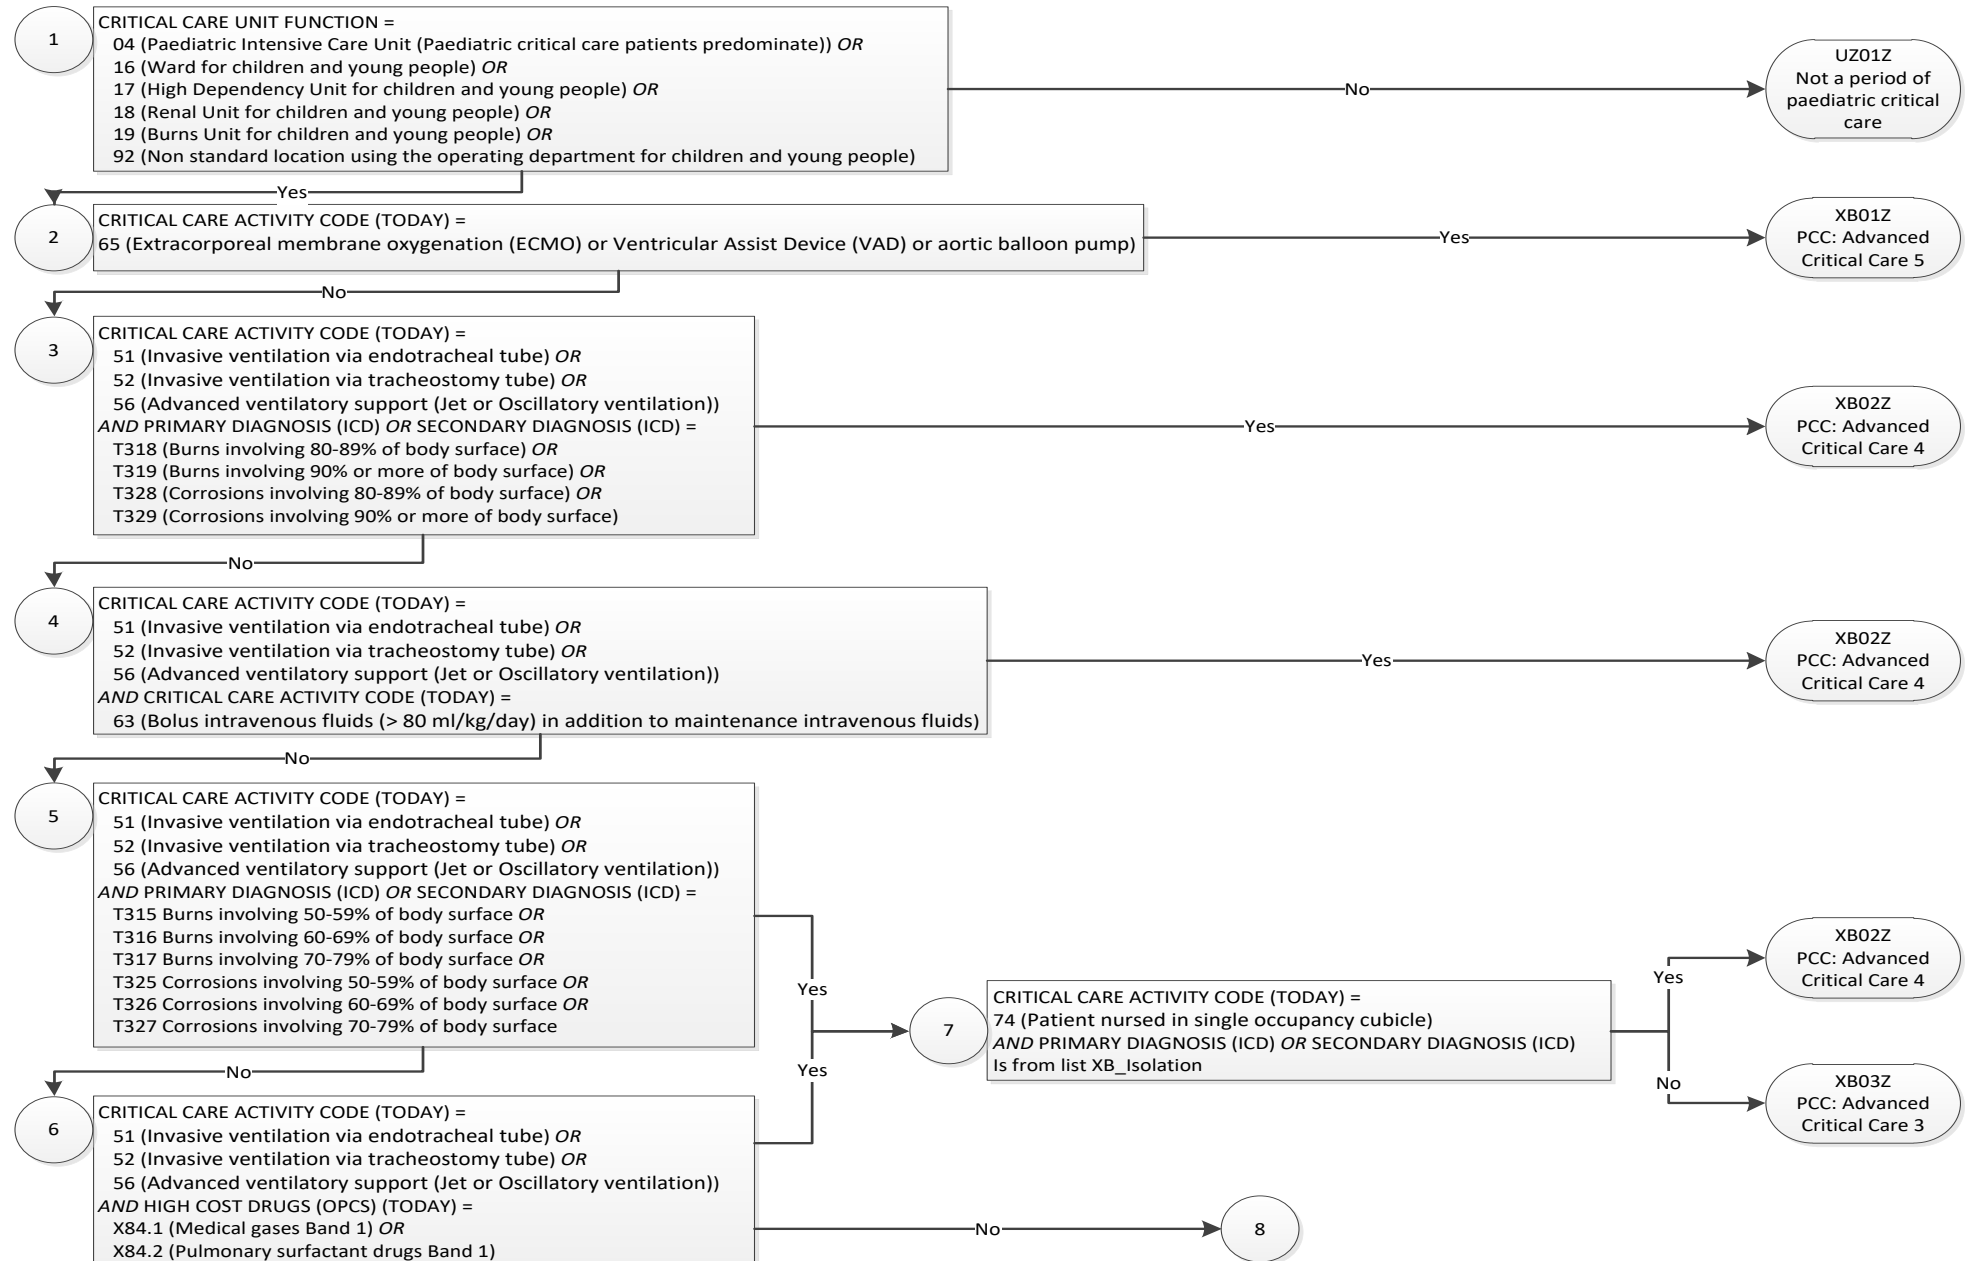 1
CRITICAL CARE UNIT FUNCTION =
04 (Paediatric Intensive Care Unit (Paediatric critical care patients predominate)) OR
16 (Ward for children and young people) OR
17 (High Dependency Unit for children and young people) OR
18 (Renal Unit for children and young people) OR
19 (Burns Unit for children and young people) OR
92 (Non standard location using the operating department for children and young people)
No
UZ01Z
Not a period of
paediatric critical
care
Yes
2
CRITICAL CARE ACTIVITY CODE (TODAY) =
65 (Extracorporeal membrane oxygenation (ECMO) or Ventricular Assist Device (VAD) or aortic balloon pump)
Yes
XB01Z
PCC: Advanced
Critical Care 5
No
3
CRITICAL CARE ACTIVITY CODE (TODAY) =
51 (Invasive ventilation via endotracheal tube) OR
52 (Invasive ventilation via tracheostomy tube) OR
56 (Advanced ventilatory support (Jet or Oscillatory ventilation))
AND PRIMARY DIAGNOSIS (ICD) OR SECONDARY DIAGNOSIS (ICD) =
T318 (Burns involving 80-89% of body surface) OR
T319 (Burns involving 90% or more of body surface) OR
T328 (Corrosions involving 80-89% of body surface) OR
T329 (Corrosions involving 90% or more of body surface)
Yes
XB02Z
PCC: Advanced
Critical Care 4
No
4
CRITICAL CARE ACTIVITY CODE (TODAY) =
51 (Invasive ventilation via endotracheal tube) OR
52 (Invasive ventilation via tracheostomy tube) OR
56 (Advanced ventilatory support (Jet or Oscillatory ventilation))
AND CRITICAL CARE ACTIVITY CODE (TODAY) =
63 (Bolus intravenous fluids (> 80 ml/kg/day) in addition to maintenance intravenous fluids)
Yes
XB02Z
PCC: Advanced
Critical Care 4
No
5
CRITICAL CARE ACTIVITY CODE (TODAY) =
51 (Invasive ventilation via endotracheal tube) OR
52 (Invasive ventilation via tracheostomy tube) OR
56 (Advanced ventilatory support (Jet or Oscillatory ventilation))
AND PRIMARY DIAGNOSIS (ICD) OR SECONDARY DIAGNOSIS (ICD) =
T315 Burns involving 50-59% of body surface OR
T316 Burns involving 60-69% of body surface OR
T317 Burns involving 70-79% of body surface OR
T325 Corrosions involving 50-59% of body surface OR
T326 Corrosions involving 60-69% of body surface OR
T327 Corrosions involving 70-79% of body surface
Yes
No
6
CRITICAL CARE ACTIVITY CODE (TODAY) =
51 (Invasive ventilation via endotracheal tube) OR
52 (Invasive ventilation via tracheostomy tube) OR
56 (Advanced ventilatory support (Jet or Oscillatory ventilation))
AND HIGH COST DRUGS (OPCS) (TODAY) =
X84.1 (Medical gases Band 1) OR
X84.2 (Pulmonary surfactant drugs Band 1)
Yes
No
8
7
CRITICAL CARE ACTIVITY CODE (TODAY) =
74 (Patient nursed in single occupancy cubicle)
AND PRIMARY DIAGNOSIS (ICD) OR SECONDARY DIAGNOSIS (ICD)
Is from list XB_Isolation
Yes
XB02Z
PCC: Advanced
Critical Care 4
No
XB03Z
PCC: Advanced
Critical Care 3